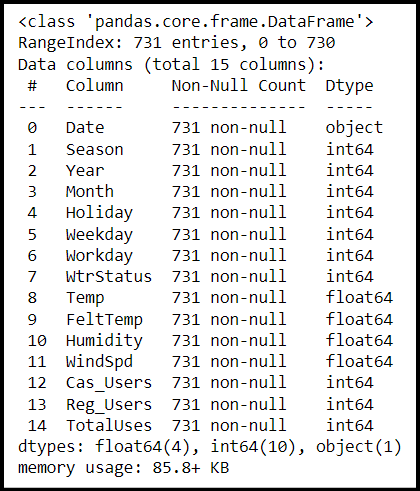 <class 'pandas.core.frame.DataFrame'>
RangeIndex: 731 entries, 0 to 730
Data columns (total 15 columns):
 #   Column      Non-Null Count  Dtype
---  ------      --------------  -----
 0   Date        731 non-null    object
 1   Season      731 non-null    int64
 2   Year        731 non-null    int64
 3   Month       731 non-null    int64
 4   Holiday     731 non-null    int64
 5   Weekday     731 non-null    int64
 6   Workday     731 non-null    int64
 7   WtrStatus   731 non-null    int64
 8   Temp        731 non-null    float64
 9   FeltTemp    731 non-null    float64
 10  Humidity    731 non-null    float64
 11  WindSpd     731 non-null    float64
 12  Cas_Users   731 non-null    int64
 13  Reg_Users   731 non-null    int64
 14  TotalUses   731 non-null    int64
dtypes: float64(4), int64(10), object(1)
memory usage: 85.8+ KB